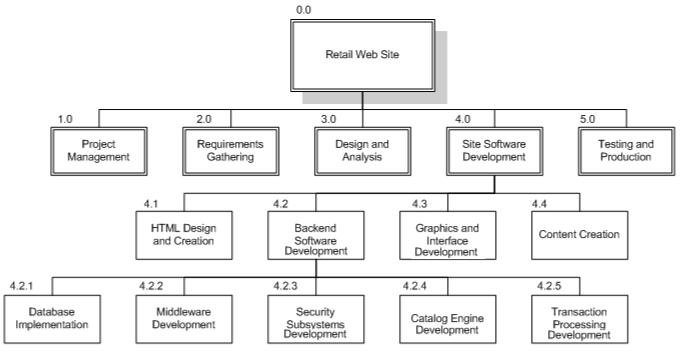 0.0
Retail Web Site
1.0
2.0
3.0
4.0
5.0
Project
Management
Requirements
Gathering
Design and
Analysis
Site Software
Development
Testing and
Production
4.1
4.2
4.3
4.4
HTML Design
and Creation
Backend
Software
Development
Graphics and
Interface
Development
Content Creation
4.2.1
4.2.2
4.2.3
4.2.4
4.2.5
Database
Implementation
Middleware
Development
Security
Subsystems
Development
Catalog Engine
Development
Transaction
Processing
Development